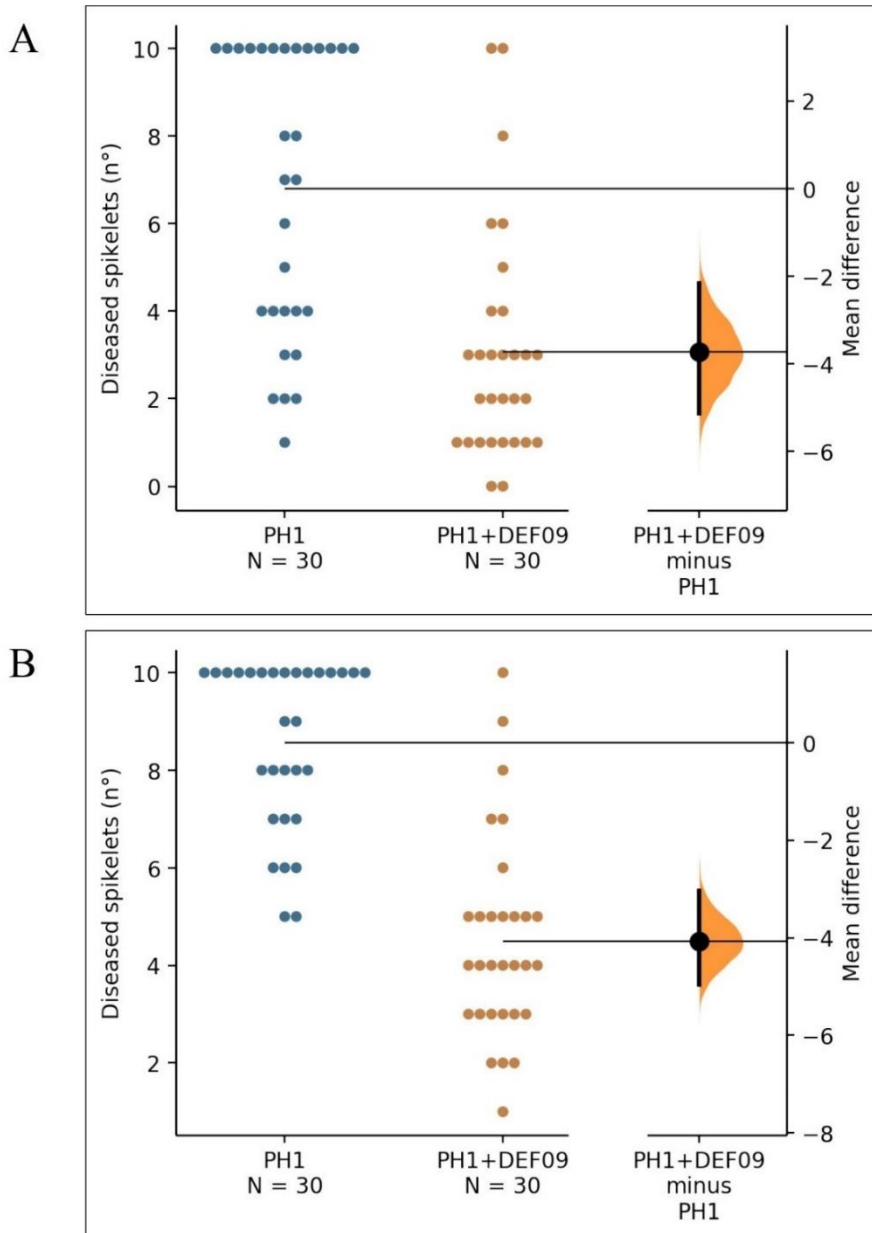 A
Diseased spikelets (n°)
10
8
6
4
2
0
2
0
−2
−4
−6
Mean difference
PH1
N = 30
PH1+DEF09
N = 30
PH1+DEF09
minus
PH1
B
Diseased spikelets (n°)
10
8
6
4
2
0
−2
−4
−6
−8
Mean difference
PH1
N = 30
PH1+DEF09
N = 30
PH1+DEF09
minus
PH1